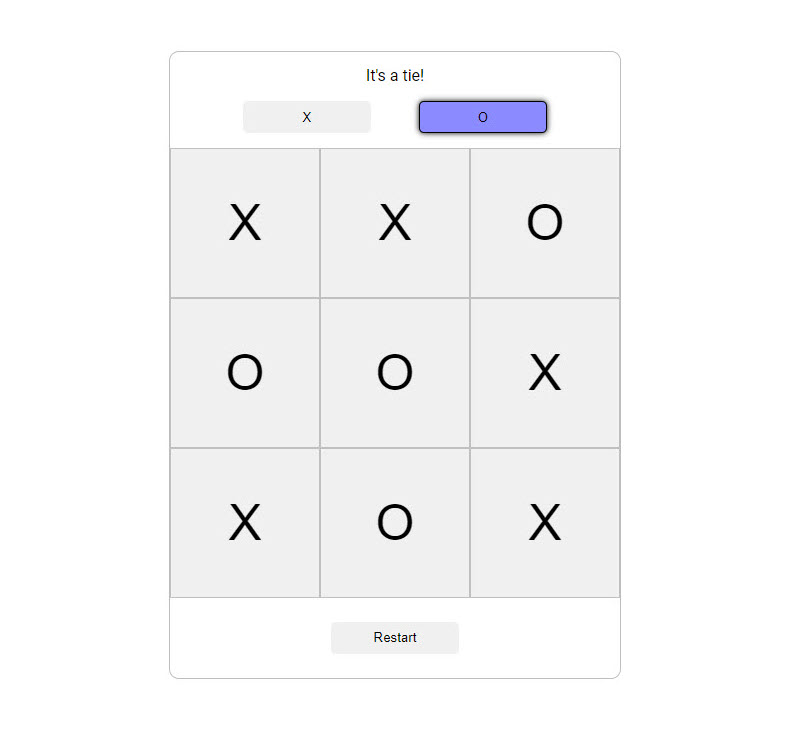 It's a tie!
X O
X X O
O O X
X O X
Restart